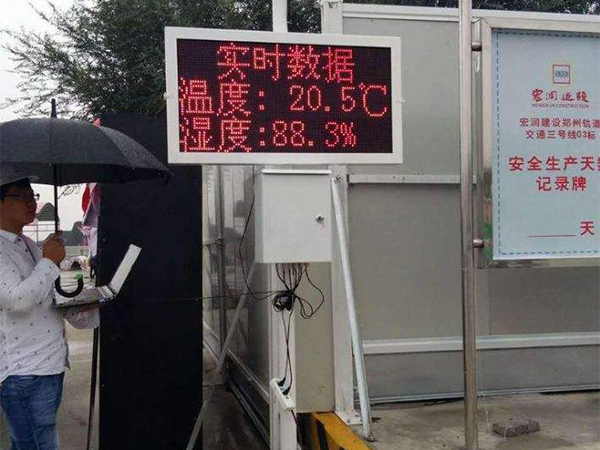 实时数据
温度: 20.5℃
湿度:88.3%
宏润建设
HONGRUN CONSTRUCTION
宏润建设郑州轨道
交通三号线03标
安全生产天数
记录牌
天